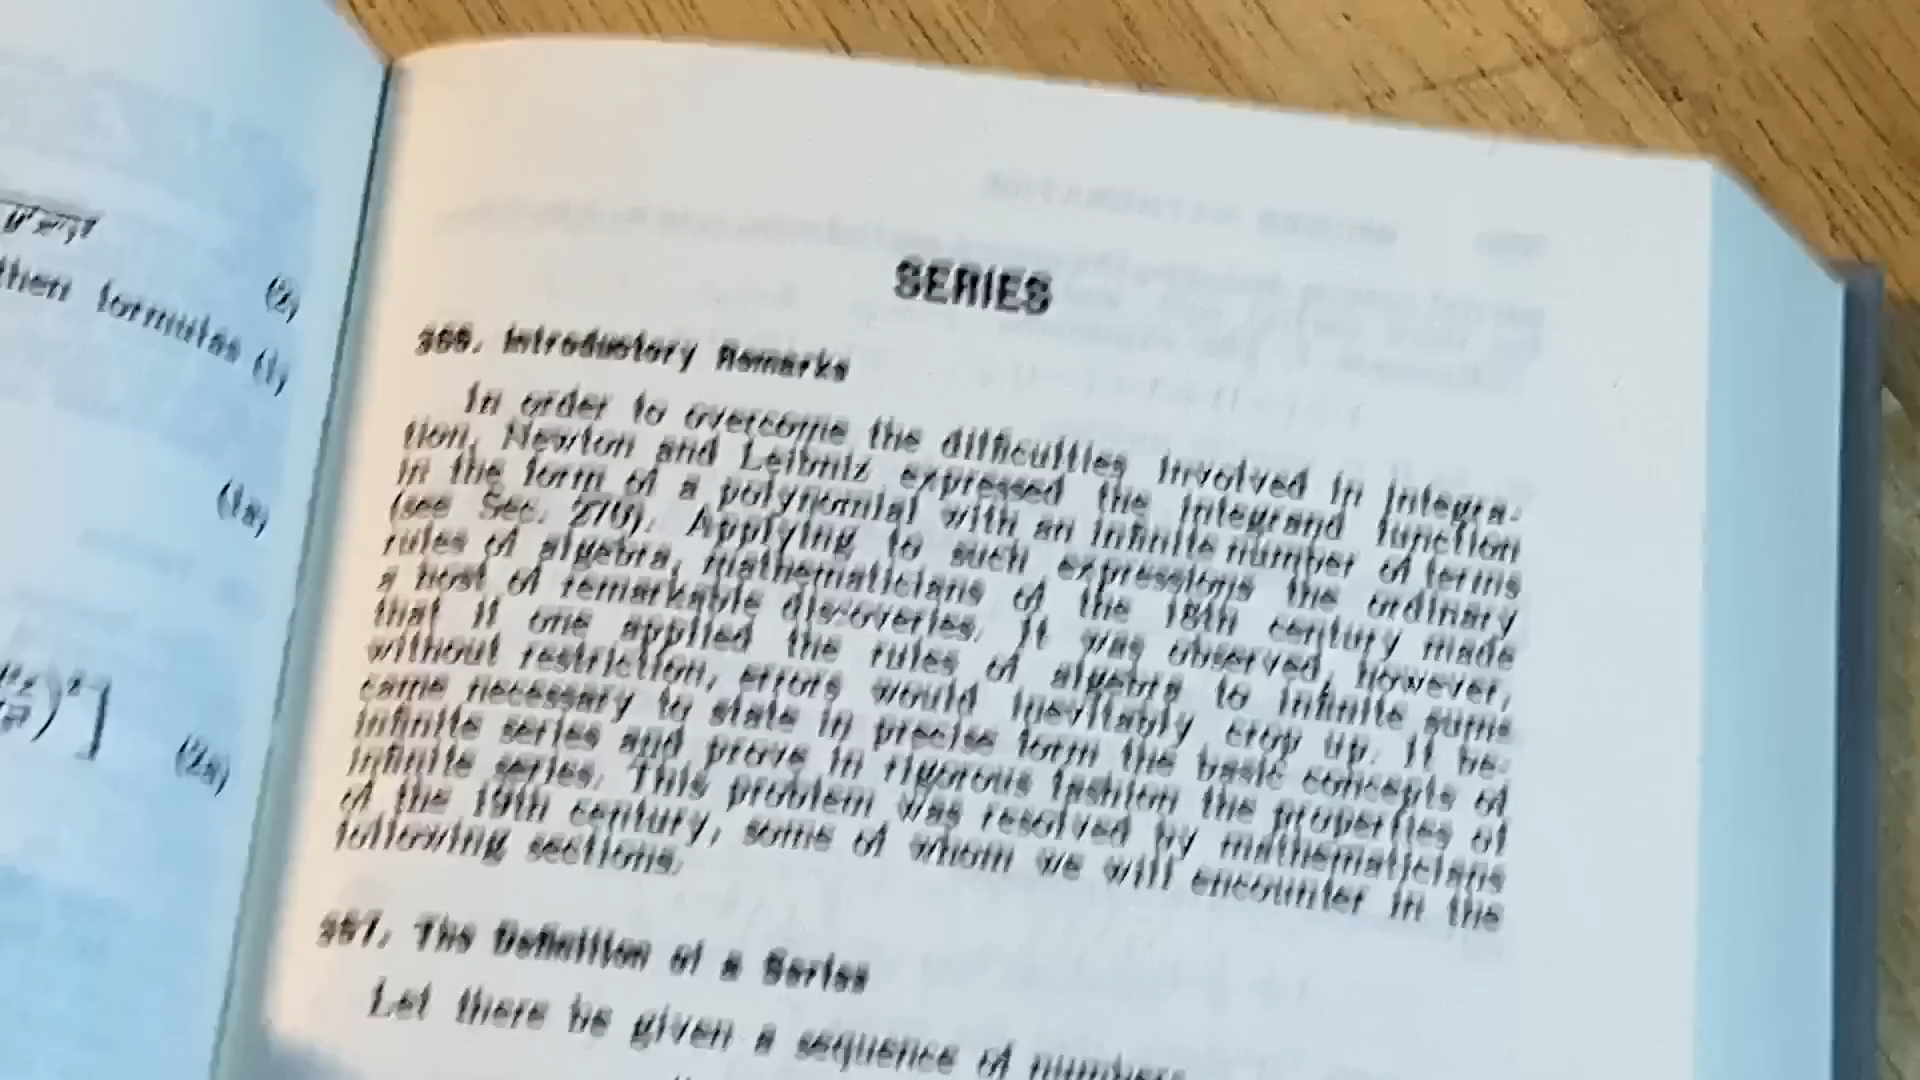 (2)
then formulas (1)
(1a)
(2a)
SERIES
366. Introductory Remarks
In order to overcome the difficulties involved in integra-
tion, Newton and Leibniz expressed the integrand function
in the form of a polynomial with an infinite number of terms
(see Sec. 270). Applying to such expressions the ordinary
rules of algebra, mathematicians of the 18th century made
a host of remarkable discoveries. It was observed, however,
that if one applied the rules of algebra to infinite sums
without restriction, errors would inevitably crop up. It be-
came necessary to state in precise form the basic concepts of
infinite series and prove in rigorous fashion the properties of
infinite series. This problem was resolved by mathematicians
of the 19th century, some of whom we will encounter in the
following sections.
367. The Definition of a Series
Let there be given a sequence of numbers